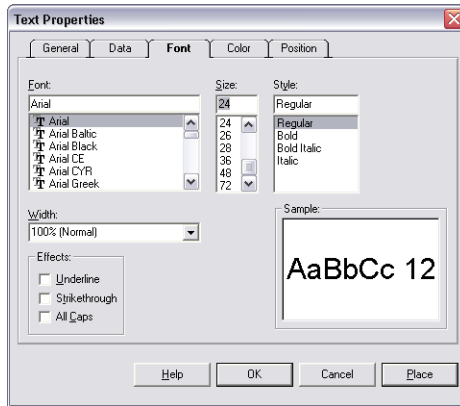 Text Properties
General Data Font Color Position
Font: Size: Style:
Arial 24 Regular
Arial 24 Regular
Arial Baltic 26 Bold
Arial Black 28 Bold Italic
Arial CE 36 Italic
Arial CYR 48
Arial Greek 72
Width: Sample:
100% (Normal)
Effects:
AaBbCc 12
Underline
Strikethrough
All Caps
Help OK Cancel Place